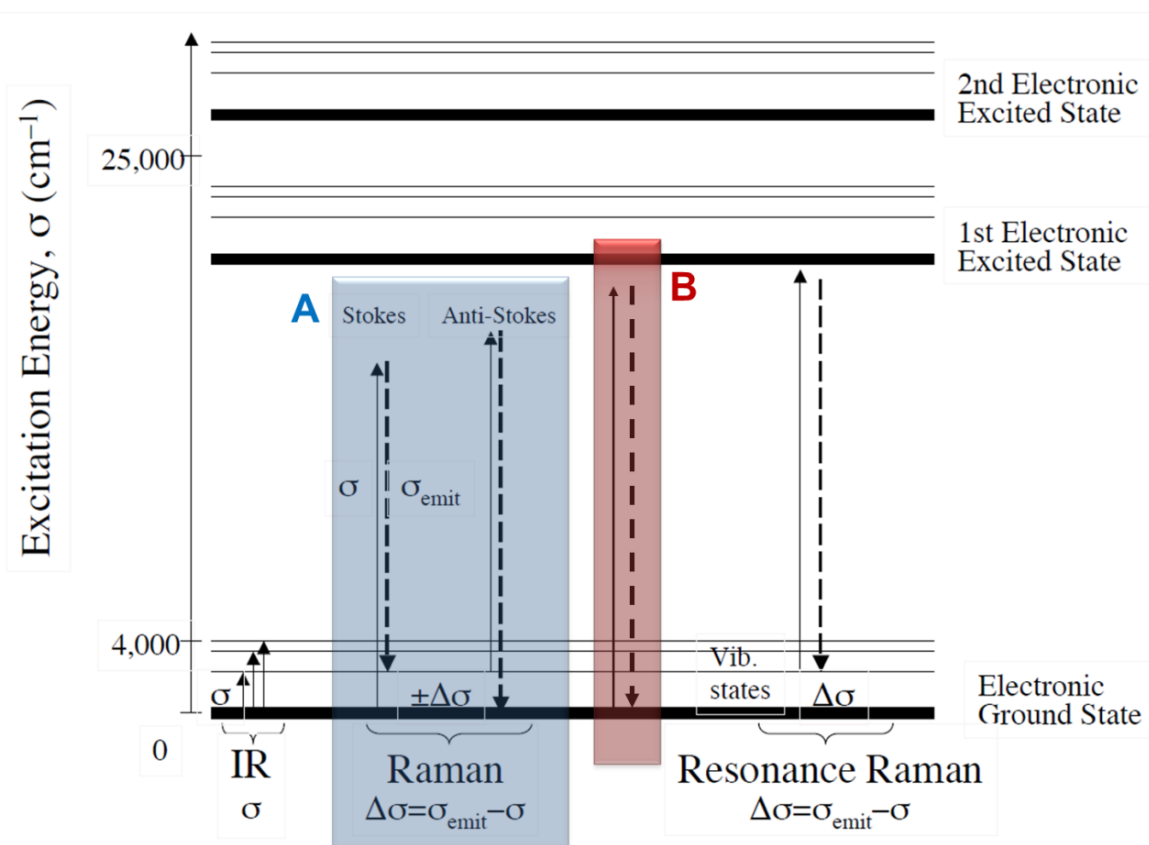 Excitation Energy, σ (cm⁻¹)
2nd Electronic
Excited State
25,000
1st Electronic
Excited State
A
B
Stokes
Anti-Stokes
σ
σemit
4,000
Vib.
states
σ
±Δσ
Δσ
Electronic
Ground State
0
IR
σ
Raman
Δσ=σemit−σ
Resonance Raman
Δσ=σemit−σ